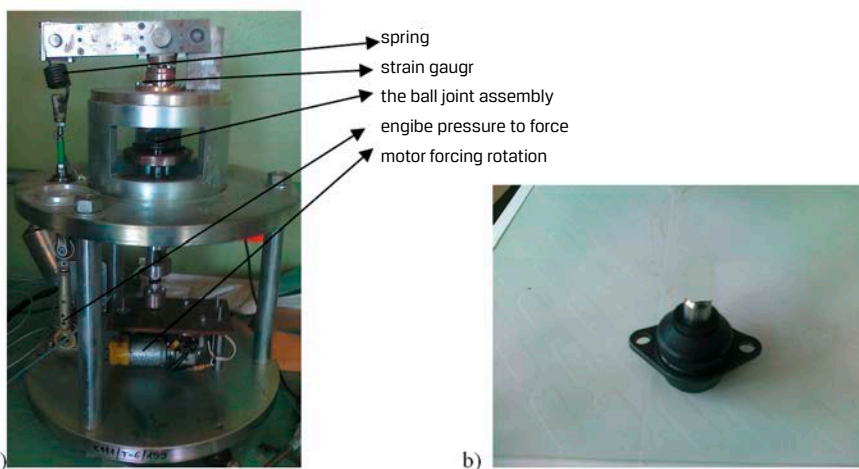 spring
strain gaugr
the ball joint assembly
engibe pressure to force
motor forcing rotation
)
b)